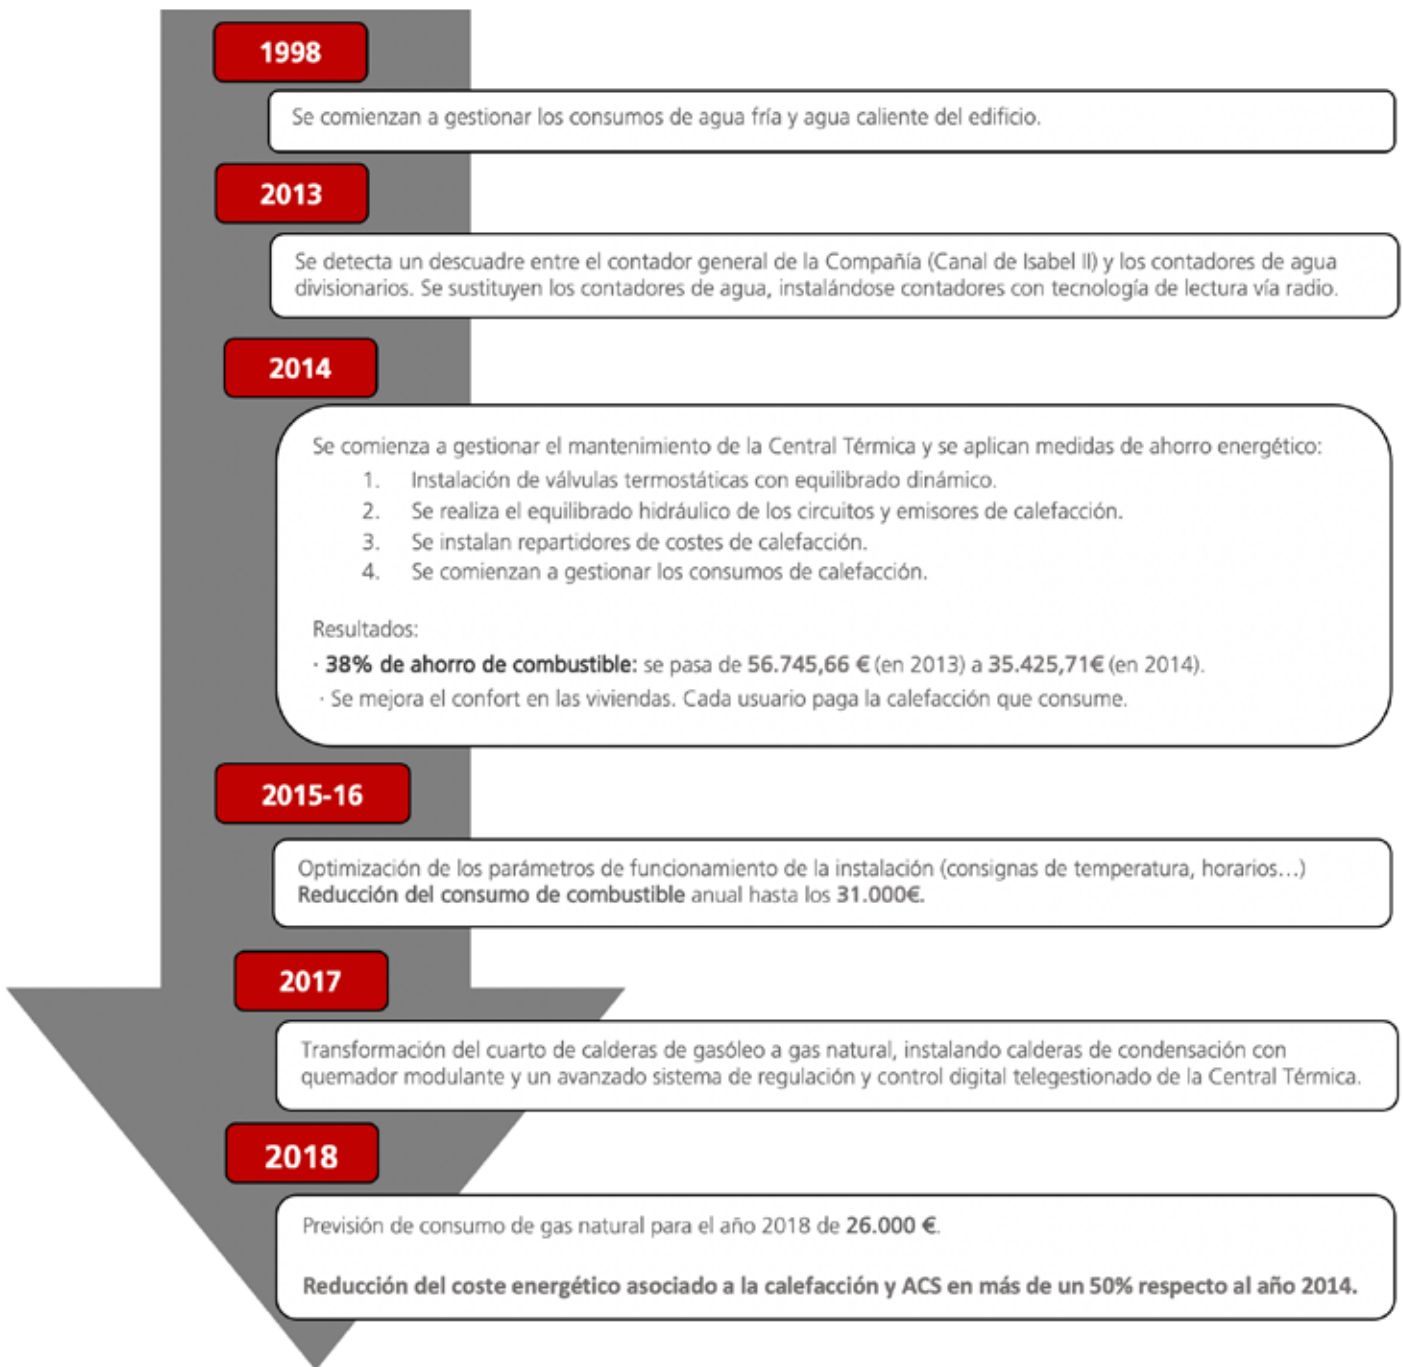 1998
Se comienzan a gestionar los consumos de agua fría y agua caliente del edificio.
2013
Se detecta un descuadre entre el contador general de la Compañía (Canal de Isabel II) y los contadores de agua
divisionarios. Se sustituyen los contadores de agua, instalándose contadores con tecnología de lectura vía radio.
2014
Se comienza a gestionar el mantenimiento de la Central Térmica y se aplican medidas de ahorro energético:
1. Instalación de válvulas termostáticas con equilibrado dinámico.
2. Se realiza el equilibrado hidráulico de los circuitos y emisores de calefacción.
3. Se instalan repartidores de costes de calefacción.
4. Se comienzan a gestionar los consumos de calefacción.
Resultados:
· 38% de ahorro de combustible: se pasa de 56.745,66 € (en 2013) a 35.425,71€ (en 2014).
· Se mejora el confort en las viviendas. Cada usuario paga la calefacción que consume.
2015-16
Optimización de los parámetros de funcionamiento de la instalación (consignas de temperatura, horarios...)
Reducción del consumo de combustible anual hasta los 31.000€.
2017
Transformación del cuarto de calderas de gasóleo a gas natural, instalando calderas de condensación con
quemador modulante y un avanzado sistema de regulación y control digital telegestionado de la Central Térmica.
2018
Previsión de consumo de gas natural para el año 2018 de 26.000 €.
Reducción del coste energético asociado a la calefacción y ACS en más de un 50% respecto al año 2014.